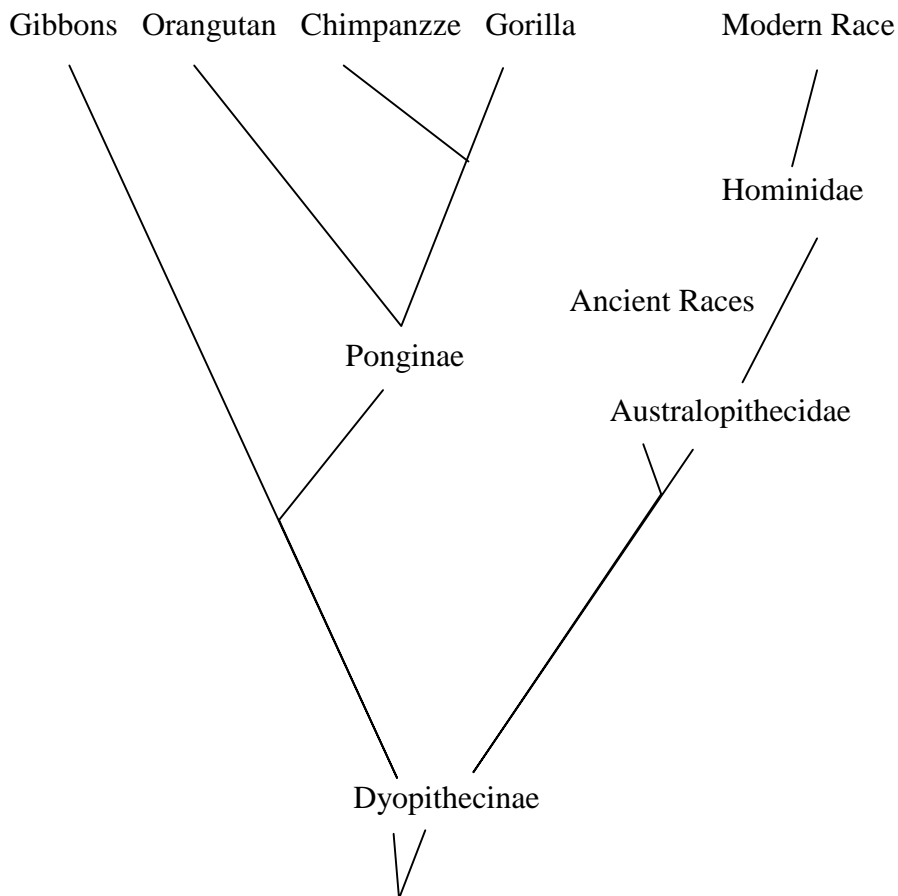 Gibbons Orangutan Chimpanzze Gorilla Modern Race
Hominidae
Ancient Races
Ponginae
Australopithecidae
Dyopithecinae